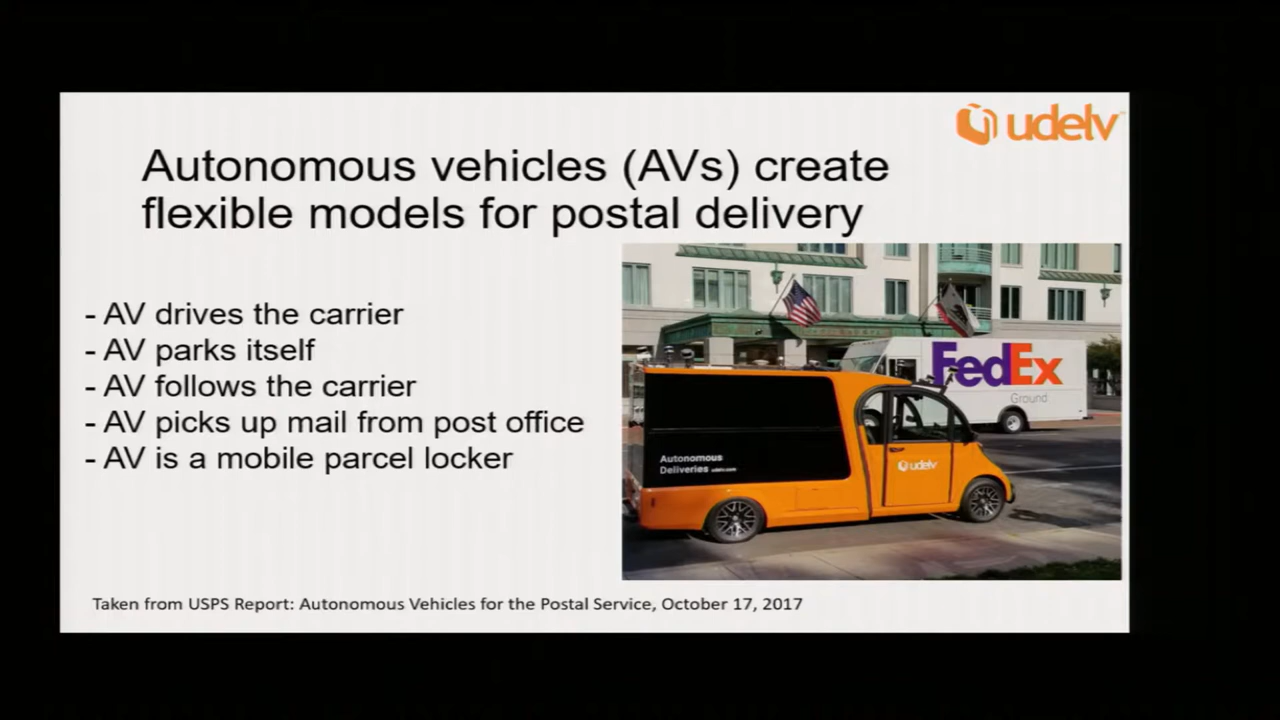 udelv
Autonomous vehicles (AVs) create
flexible models for postal delivery
- AV drives the carrier
- AV parks itself
- AV follows the carrier
- AV picks up mail from post office
- AV is a mobile parcel locker
FedEx
Ground
Autonomous
Deliveries udelv.com
udelv
Taken from USPS Report: Autonomous Vehicles for the Postal Service, October 17, 2017